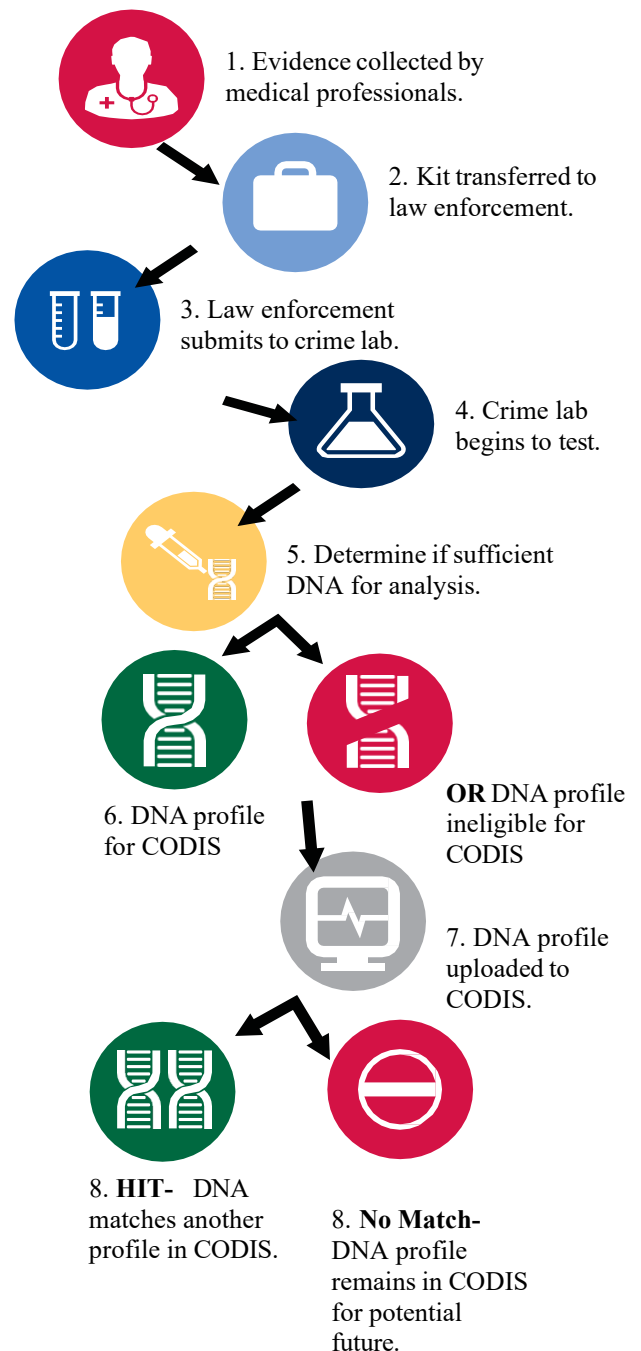 1. Evidence collected by
medical professionals.
2. Kit transferred to
law enforcement.
3. Law enforcement
submits to crime lab.
4. Crime lab
begins to test.
5. Determine if sufficient
DNA for analysis.
6. DNA profile
for CODIS
OR DNA profile
ineligible for
CODIS
7. DNA profile
uploaded to
CODIS.
8. HIT- DNA
matches another
profile in CODIS.
8. No Match-
DNA profile
remains in CODIS
for potential
future.